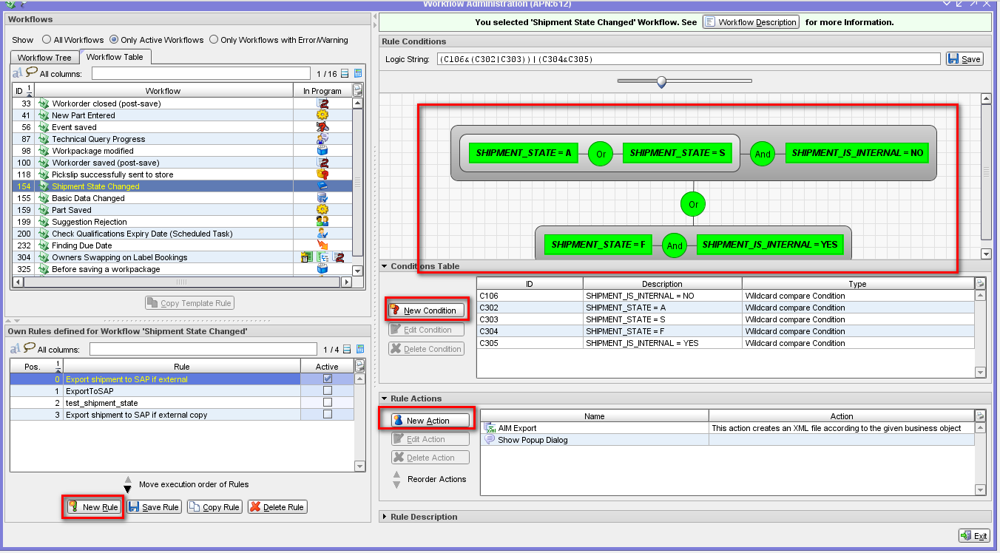 Workflow Administration (APN:612)
Workflows
Show All Workflows Only Active Workflows Only Workflows with Error/Warning
Workflow Tree Workflow Table
All columns: 1 / 16
ID 1 Workflow In Program
33 Workorder closed (post-save)
41 New Part Entered
56 Event saved
87 Technical Query Progress
98 Workpackage modified
100 Workorder saved (post-save)
118 Pickslip successfully sent to store
154 Shipment State Changed
155 Basic Data Changed
159 Part Saved
199 Suggestion Rejection
200 Check Qualifications Expiry Date (Scheduled Task)
232 Finding Due Date
304 Owners Swapping on Label Bookings
325 Before saving a workpackage
Copy Template Rule
Own Rules defined for Workflow 'Shipment State Changed'
All columns: 1 / 4
Pos. 1 Rule Active
0 Export shipment to SAP if external
1 ExportToSAP
2 test_shipment_state
3 Export shipment to SAP if external copy
Move execution order of Rules
New Rule Save Rule Copy Rule Delete Rule
You selected 'Shipment State Changed' Workflow. See Workflow Description for more Information.
Rule Conditions
Logic String: (C106&(C302|C303))|(C304&C305) Save
SHIPMENT_STATE = A Or SHIPMENT_STATE = S And SHIPMENT_IS_INTERNAL = NO
Or
SHIPMENT_STATE = F And SHIPMENT_IS_INTERNAL = YES
Conditions Table
ID Description Type
C106 SHIPMENT_IS_INTERNAL = NO Wildcard compare Condition
C302 SHIPMENT_STATE = A Wildcard compare Condition
C303 SHIPMENT_STATE = S Wildcard compare Condition
C304 SHIPMENT_STATE = F Wildcard compare Condition
C305 SHIPMENT_IS_INTERNAL = YES Wildcard compare Condition
New Condition
Edit Condition
Delete Condition
Rule Actions
New Action
Edit Action
Delete Action
Reorder Actions
Name Action
AIM Export This action creates an XML file according to the given business object
Show Popup Dialog
Rule Description
Exit